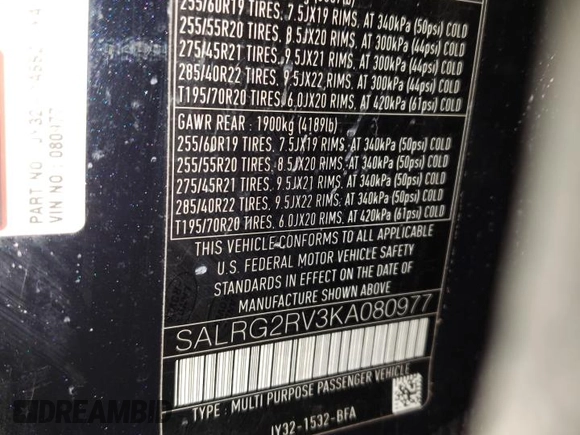 255/60R19 TIRES, 7.5JX19 RIMS, AT 340kPa (50psi) COLD
255/55R20 TIRES, 8.5JX20 RIMS, AT 300kPa (44psi) COLD
275/45R21 TIRES, 9.5JX21 RIMS, AT 300kPa (44psi) COLD
285/40R22 TIRES, 9.5JX22 RIMS, AT 300kPa (44psi) COLD
T195/70R20 TIRES, 6.0JX20 RIMS, AT 420kPa (61psi) COLD
GAWR REAR : 1900kg (4189lb)
255/60R19 TIRES, 7.5JX19 RIMS, AT 340kPa (50psi) COLD
255/55R20 TIRES, 8.5JX20 RIMS, AT 340kPa (50psi) COLD
275/45R21 TIRES, 9.5JX21 RIMS, AT 340kPa (50psi) COLD
285/40R22 TIRES, 9.5JX22 RIMS, AT 340kPa (50psi) COLD
T195/70R20 TIRES, 6.0JX20 RIMS, AT 420kPa (61psi) COLD
THIS VEHICLE CONFORMS TO ALL APPLICABLE
U.S. FEDERAL MOTOR VEHICLE SAFETY
STANDARDS IN EFFECT ON THE DATE OF
MANUFACTURE SHOWN ABOVE.
SALRG2RV3KA080977
TYPE : MULTI PURPOSE PASSENGER VEHICLE
JY32-1532-BFA
PART NO JY32
VIN NO 080977
DREAMBID